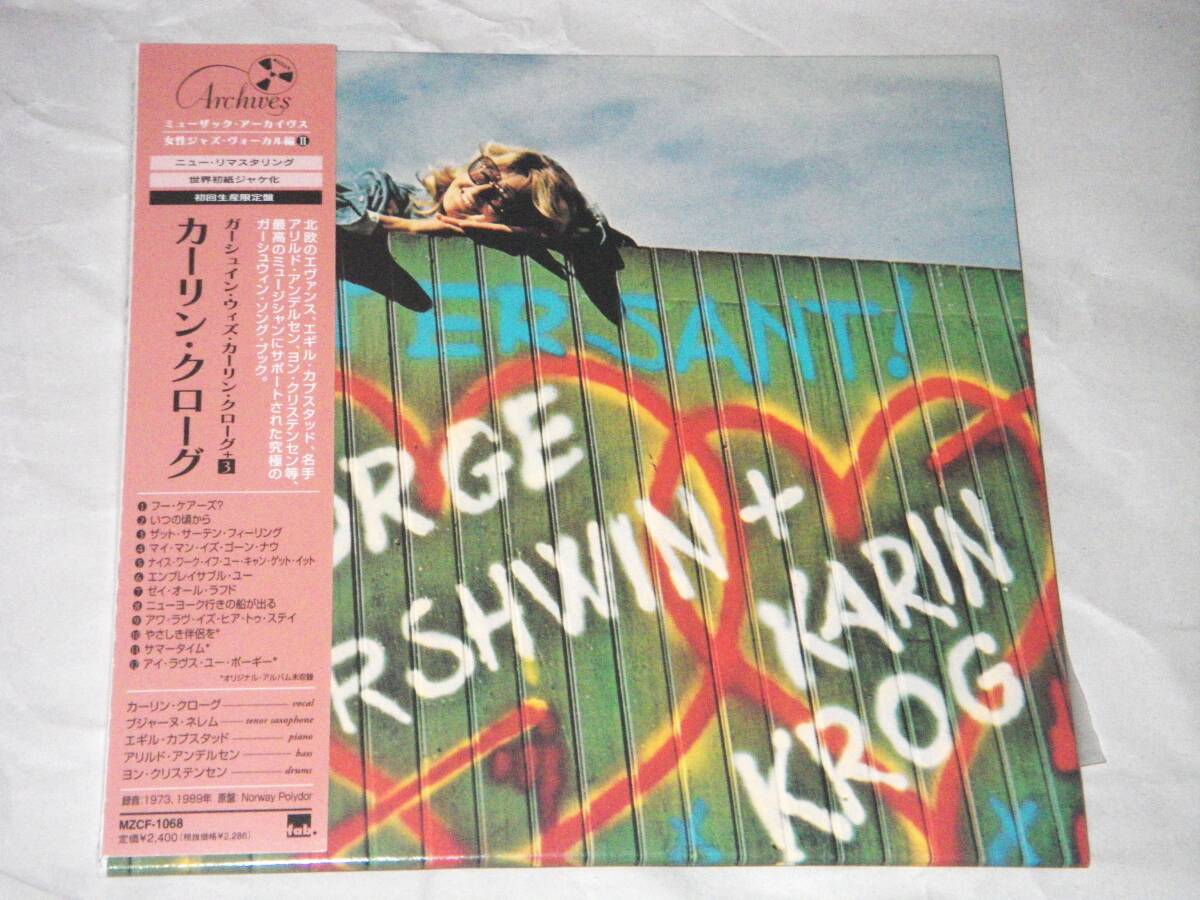 Archives
ミューザック・アーカイヴス
女性ジャズ・ヴォーカル編 II
ニュー・リマスタリング
世界初紙ジャケ化
初回生産限定盤
北欧のエヴァンス、エギル・カプスタッド、名手
アリルド・アンデルセン、ヨン・クリステンセン等、
最高のミュージシャンにサポートされた究極の
ガーシュウィン・ソング・ブック。
ガーシュイン・ウィズ・カーリン・クローグ+3
カーリン・クローグ
1 フー・ケアーズ?
2 いつの頃から
3 ザット・サーテン・フィーリング
4 マイ・マン・イズ・ゴーン・ナウ
5 ナイス・ワーク・イフ・ユー・キャン・ゲット・イット
6 エンブレイサブル・ユー
7 ゼイ・オール・ラフド
8 ニューヨーク行きの船が出る
9 アワ・ラヴ・イズ・ヒア・トゥ・ステイ
10 やさしき伴侶を*
11 サマータイム*
12 アイ・ラヴス・ユー・ポーギー*
*オリジナル・アルバム未収録
カーリン・クローグ vocal
ブジャーヌ・ネレム tenor saxophone
エギル・カプスタッド piano
アリルド・アンデルセン bass
ヨン・クリステンセン drums
録音:1973, 1989年 原盤: Norway Polydor
MZCF-1068
定価¥2,400 (税抜価格¥2,286)
fab.
T ER SANT!
ORGE
RSHWIN +
KARIN
KROG